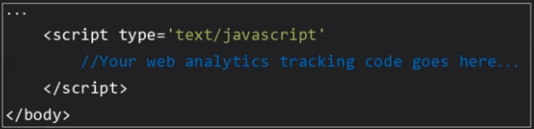 ...
<script type='text/javascript'
//Your web analytics tracking code goes here...
</script>
</body>